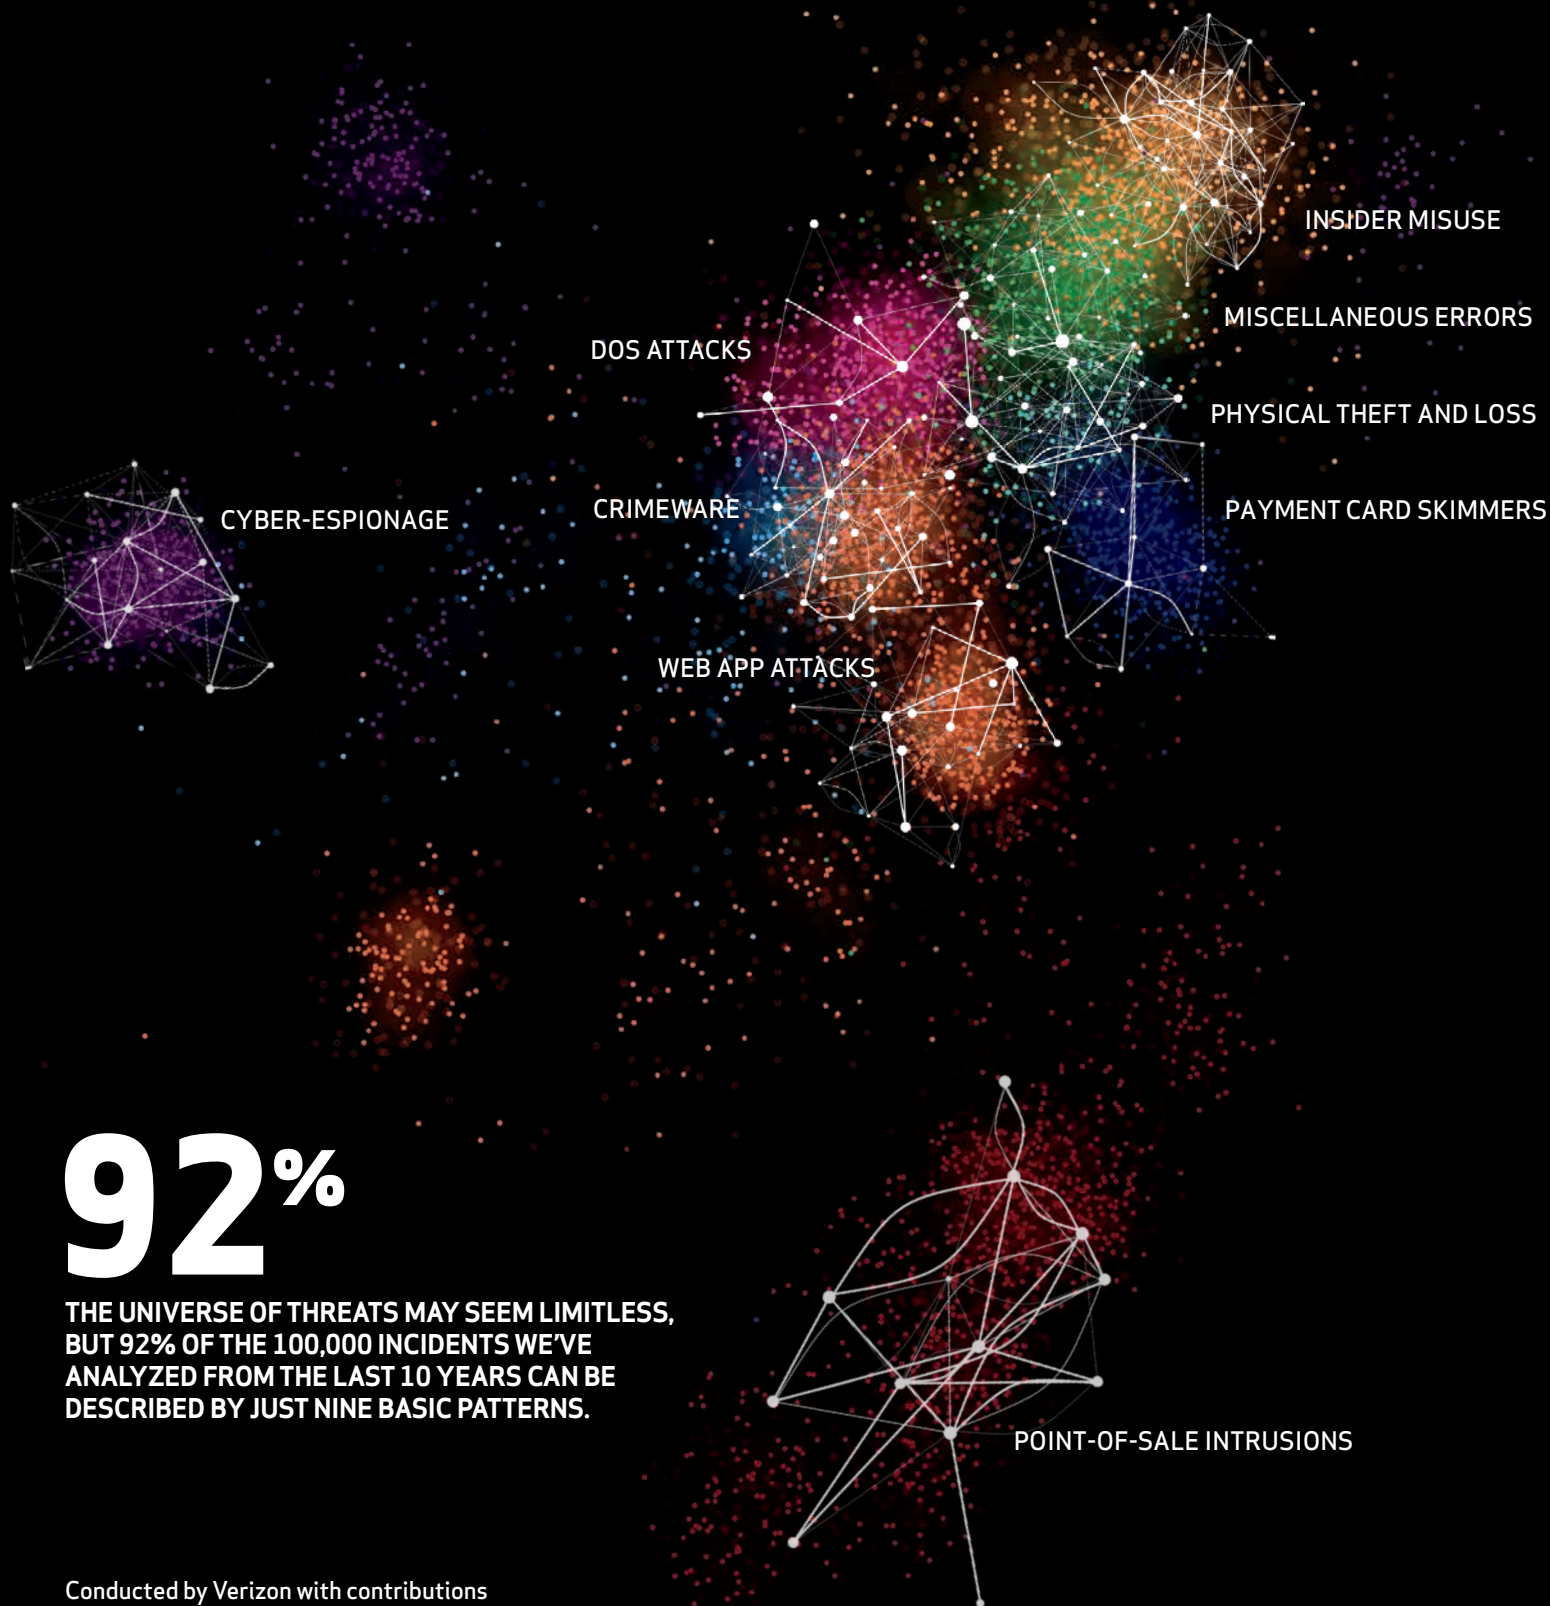 INSIDER MISUSE
MISCELLANEOUS ERRORS
DOS ATTACKS
PHYSICAL THEFT AND LOSS
CRIMEWARE
PAYMENT CARD SKIMMERS
CYBER-ESPIONAGE
WEB APP ATTACKS
92%
THE UNIVERSE OF THREATS MAY SEEM LIMITLESS,
BUT 92% OF THE 100,000 INCIDENTS WE’VE
ANALYZED FROM THE LAST 10 YEARS CAN BE
DESCRIBED BY JUST NINE BASIC PATTERNS.
POINT-OF-SALE INTRUSIONS
Conducted by Verizon with contributions